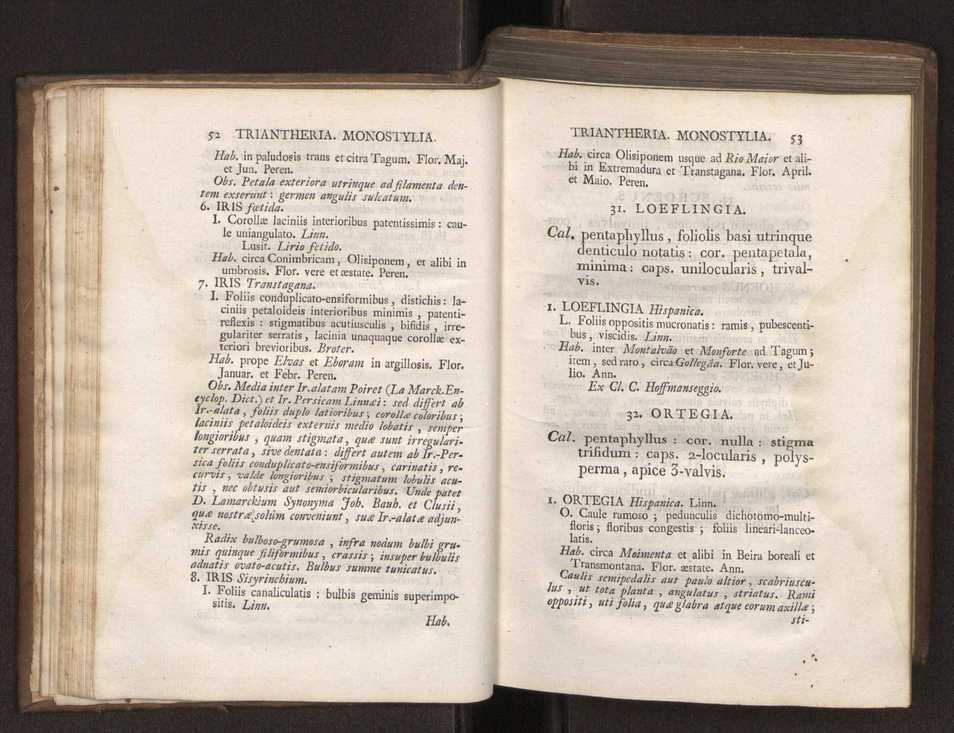 52 TRIANTHERIA. MONOSTYLIA.
Hab. in paludosis trans et citra Tagum. Flor. Maj.
et Jun. Peren.
Obs. Petala exteriora utrinque ad filamenta den-
tem exserunt : germen angulis sulcatum.
6. IRIS fœtida.
I. Corollæ laciniis interioribus patentissimis : cau-
le uniangulato. Linn.
Lusit. Lirio fetido.
Hab. circa Conimbricam, Olisiponem, et alibi in
umbrosis. Flor. vere et æstate. Peren.
7. IRIS Transtagana.
I. Foliis conduplicato-ensiformibus, distichis : la-
ciniis petaloideis interioribus minimis, patenti-
reflexis : stigmatibus acutiusculis, bifidis, irre-
gulariter serratis, lacinia unaquaque corollæ ex-
teriori brevioribus. Broter.
Hab. prope Elvas et Eboram in argillosis. Flor.
Januar. et Febr. Peren.
Obs. Media inter Ir. alatam Poiret (La Marck. En-
cyclop. Dict.) et Ir. Persicam Linnæi : sed differt ab
Ir.-alata, foliis duplo latioribus ; corollæ coloribus ;
laciniis petaloideis externis medio lobatis, semper
longioribus, quam stigmata, quæ sunt irregulari-
ter serrata, sive dentata : differt autem ab Ir.-Per-
sica foliis conduplicato-ensiformibus, carinatis, re-
curvis, valde longioribus ; stigmatum lobulis acu-
tis, nec obtusis aut semiorbicularibus. Unde patet
D. Lamarckium Synonyma Joh. Bauh. et Clusii,
quæ nostræ solùm conveniunt, suæ Ir.-alatæ adjun-
xisse.
Radix bulboso-grumosa, infra nodum bulbi gru-
mis quinque filiformibus, crassis ; insuper bulbulis
adnatis ovato-acutis. Bulbus summe tunicatus.
8. IRIS Sisyrinchium.
I. Foliis canaliculatis : bulbis geminis superimpo-
sitis. Linn.
Hab.
TRIANTHERIA. MONOSTYLIA. 53
Hab. circa Olisiponem usque ad Rio Maior et ali-
bi in Extremadura et Transtagana. Flor. April.
et Maio. Peren.
31. LOEFLINGIA.
Cal. pentaphyllus, foliolis basi utrinque
denticulo notatis : cor. pentapetala,
minima : caps. unilocularis, trival-
vis.
1. LOEFLINGIA Hispanica.
L. Foliis oppositis mucronatis : ramis, pubescenti-
bus, viscidis. Linn.
Hab. inter Montalvão et Monforte ad Tagum ;
item, sed raro, circa Gollegãa. Flor. vere, et Ju-
lio. Ann.
Ex Cl. C. Hoffmanseggio.
32. ORTEGIA.
Cal. pentaphyllus : cor. nulla : stigma
trifidum : caps. 2-locularis, polys-
perma, apice 3-valvis.
1. ORTEGIA Hispanica. Linn.
O. Caule ramoso ; pedunculis dichotomo-multi-
floris ; floribus congestis ; foliis lineari-lanceo-
latis.
Hab. circa Moimenta et alibi in Beira boreali et
Transmontana. Flor. æstate. Ann.
Caulis semipedalis aut paulo altior, scabriuscu-
lus, ut tota planta, angulatus, striatus. Rami
oppositi, uti folia, quæ glabra atque eorum axillæ ;
sti-